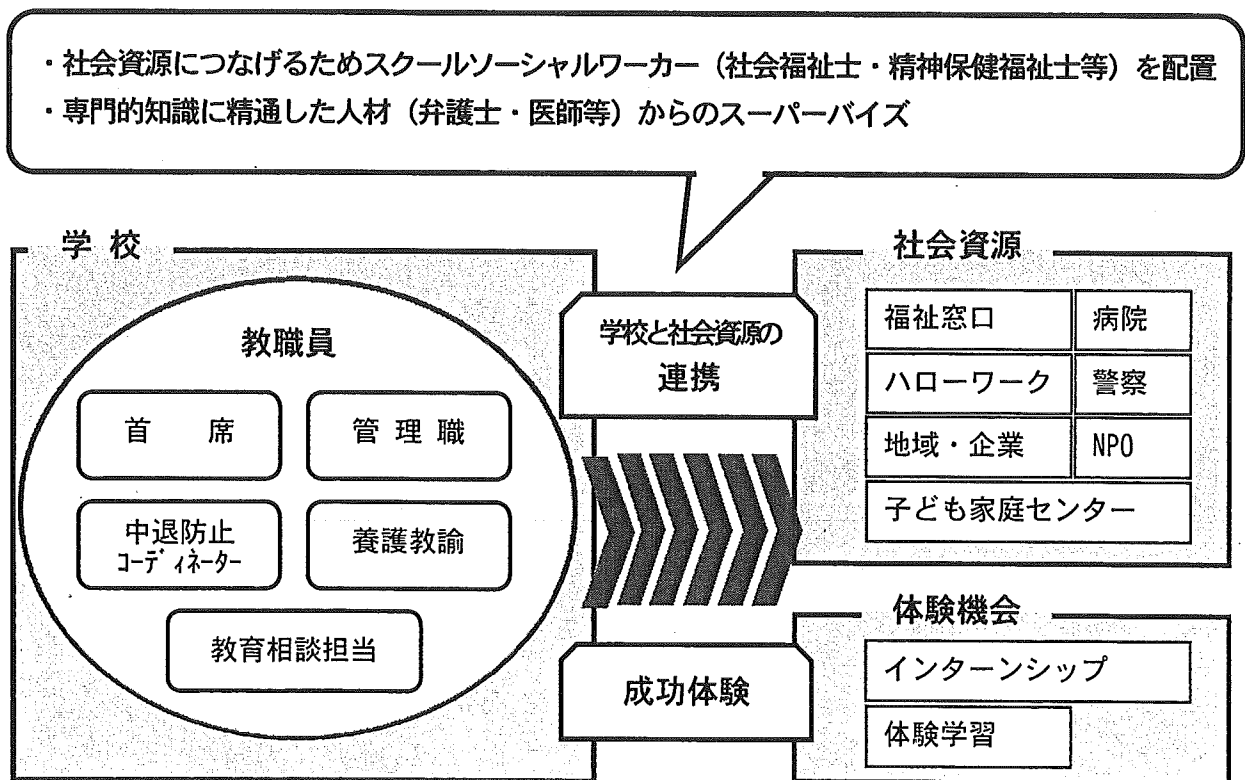 ・社会資源につなげるためスクールソーシャルワーカー（社会福祉士・精神保健福祉士等）を配置
・専門的知識に精通した人材（弁護士・医師等）からのスーパーバイズ
学 校
教職員
首　席
管 理 職
中退防止
ｺｰﾃﾞｨﾈｰﾀｰ
養護教諭
教育相談担当
学校と社会資源の
連携
成功体験
社会資源
福祉窓口
病院
ハローワーク
警察
地域・企業
NPO
子ども家庭センター
体験機会
インターンシップ
体験学習